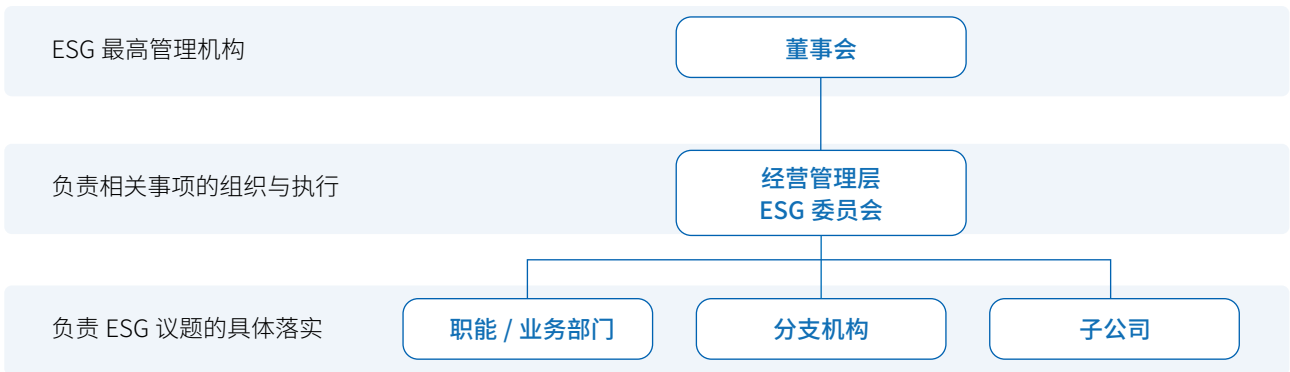 ESG 最高管理机构
董事会
负责相关事项的组织与执行
经营管理层
ESG 委员会
负责 ESG 议题的具体落实
职能 / 业务部门
分支机构
子公司